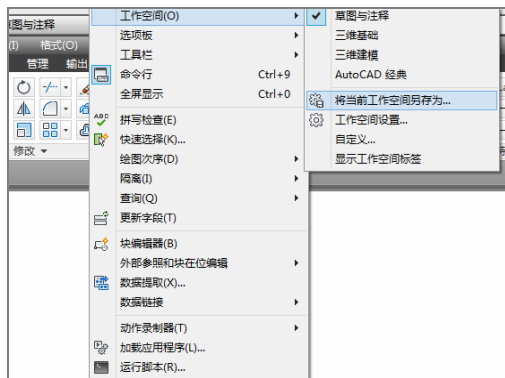 草图与注释
格式(O)
管理 输出
修改
工作空间(O)
选项板
工具栏
命令行 Ctrl+9
全屏显示 Ctrl+0
拼写检查(E)
快速选择(K)...
绘图次序(D)
隔离(I)
查询(Q)
更新字段(T)
块编辑器(B)
外部参照和块在位编辑
数据提取(X)...
数据链接
动作录制器(T)
加载应用程序(L)...
运行脚本(R)...
草图与注释
三维基础
三维建模
AutoCAD 经典
将当前工作空间另存为...
工作空间设置...
自定义...
显示工作空间标签